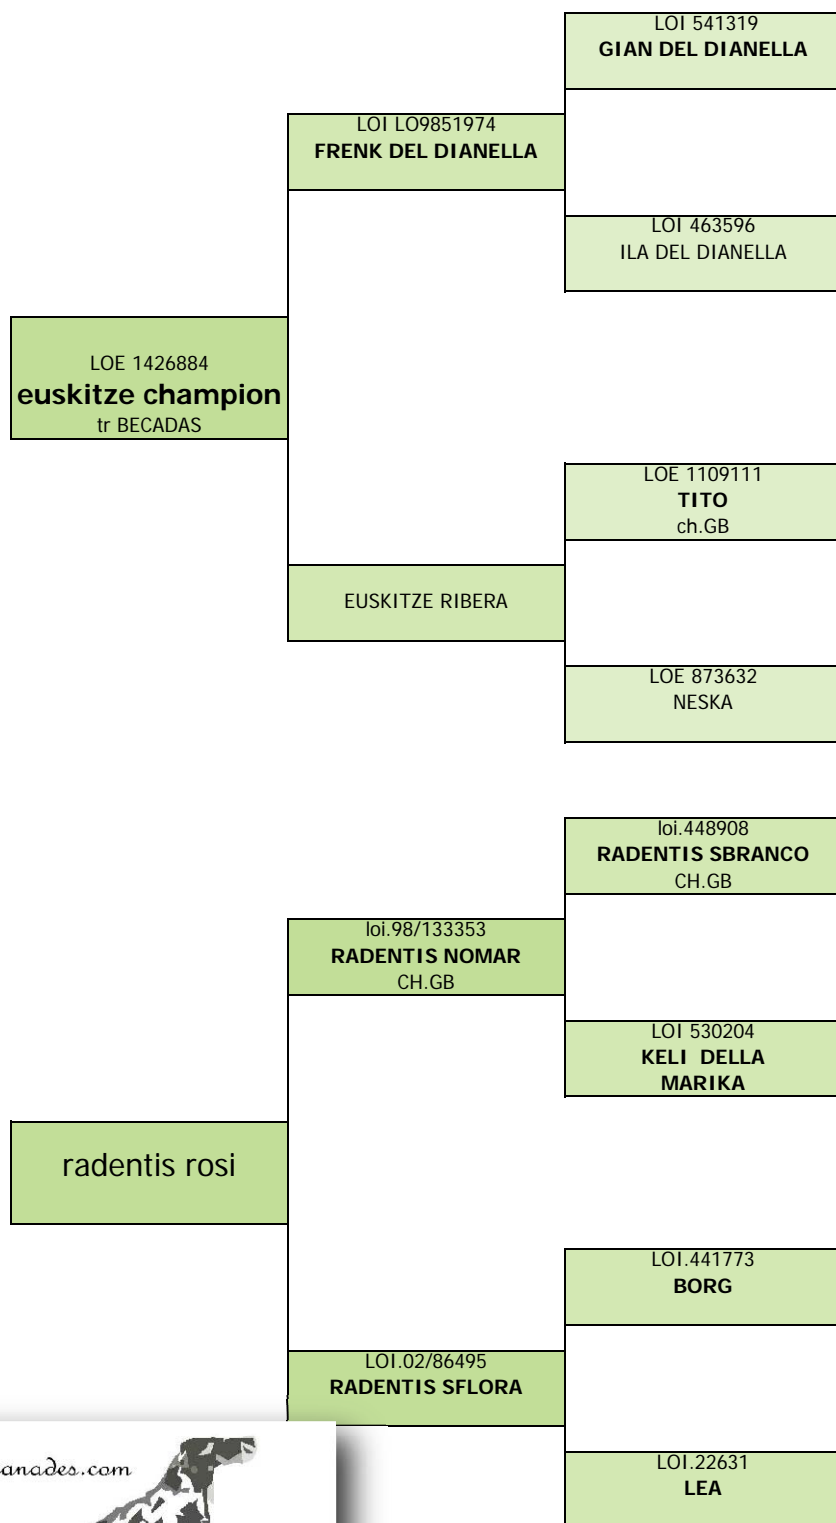 LOI 541319
GIAN DEL DIANELLA
LOI LO9851974
FRENK DEL DIANELLA
LOI 463596
ILA DEL DIANELLA
LOE 1426884
euskitze champion
tr BECADAS
LOE 1109111
TITO
ch.GB
EUSKITZE RIBERA
LOE 873632
NESKA
loi.448908
RADENTIS SBRANCO
CH.GB
loi.98/133353
RADENTIS NOMAR
CH.GB
LOI 530204
KELI DELLA
MARIKA
radentis rosi
LOI.441773
BORG
LOI.02/86495
RADENTIS SFLORA
LOI.22631
LEA
anades.com